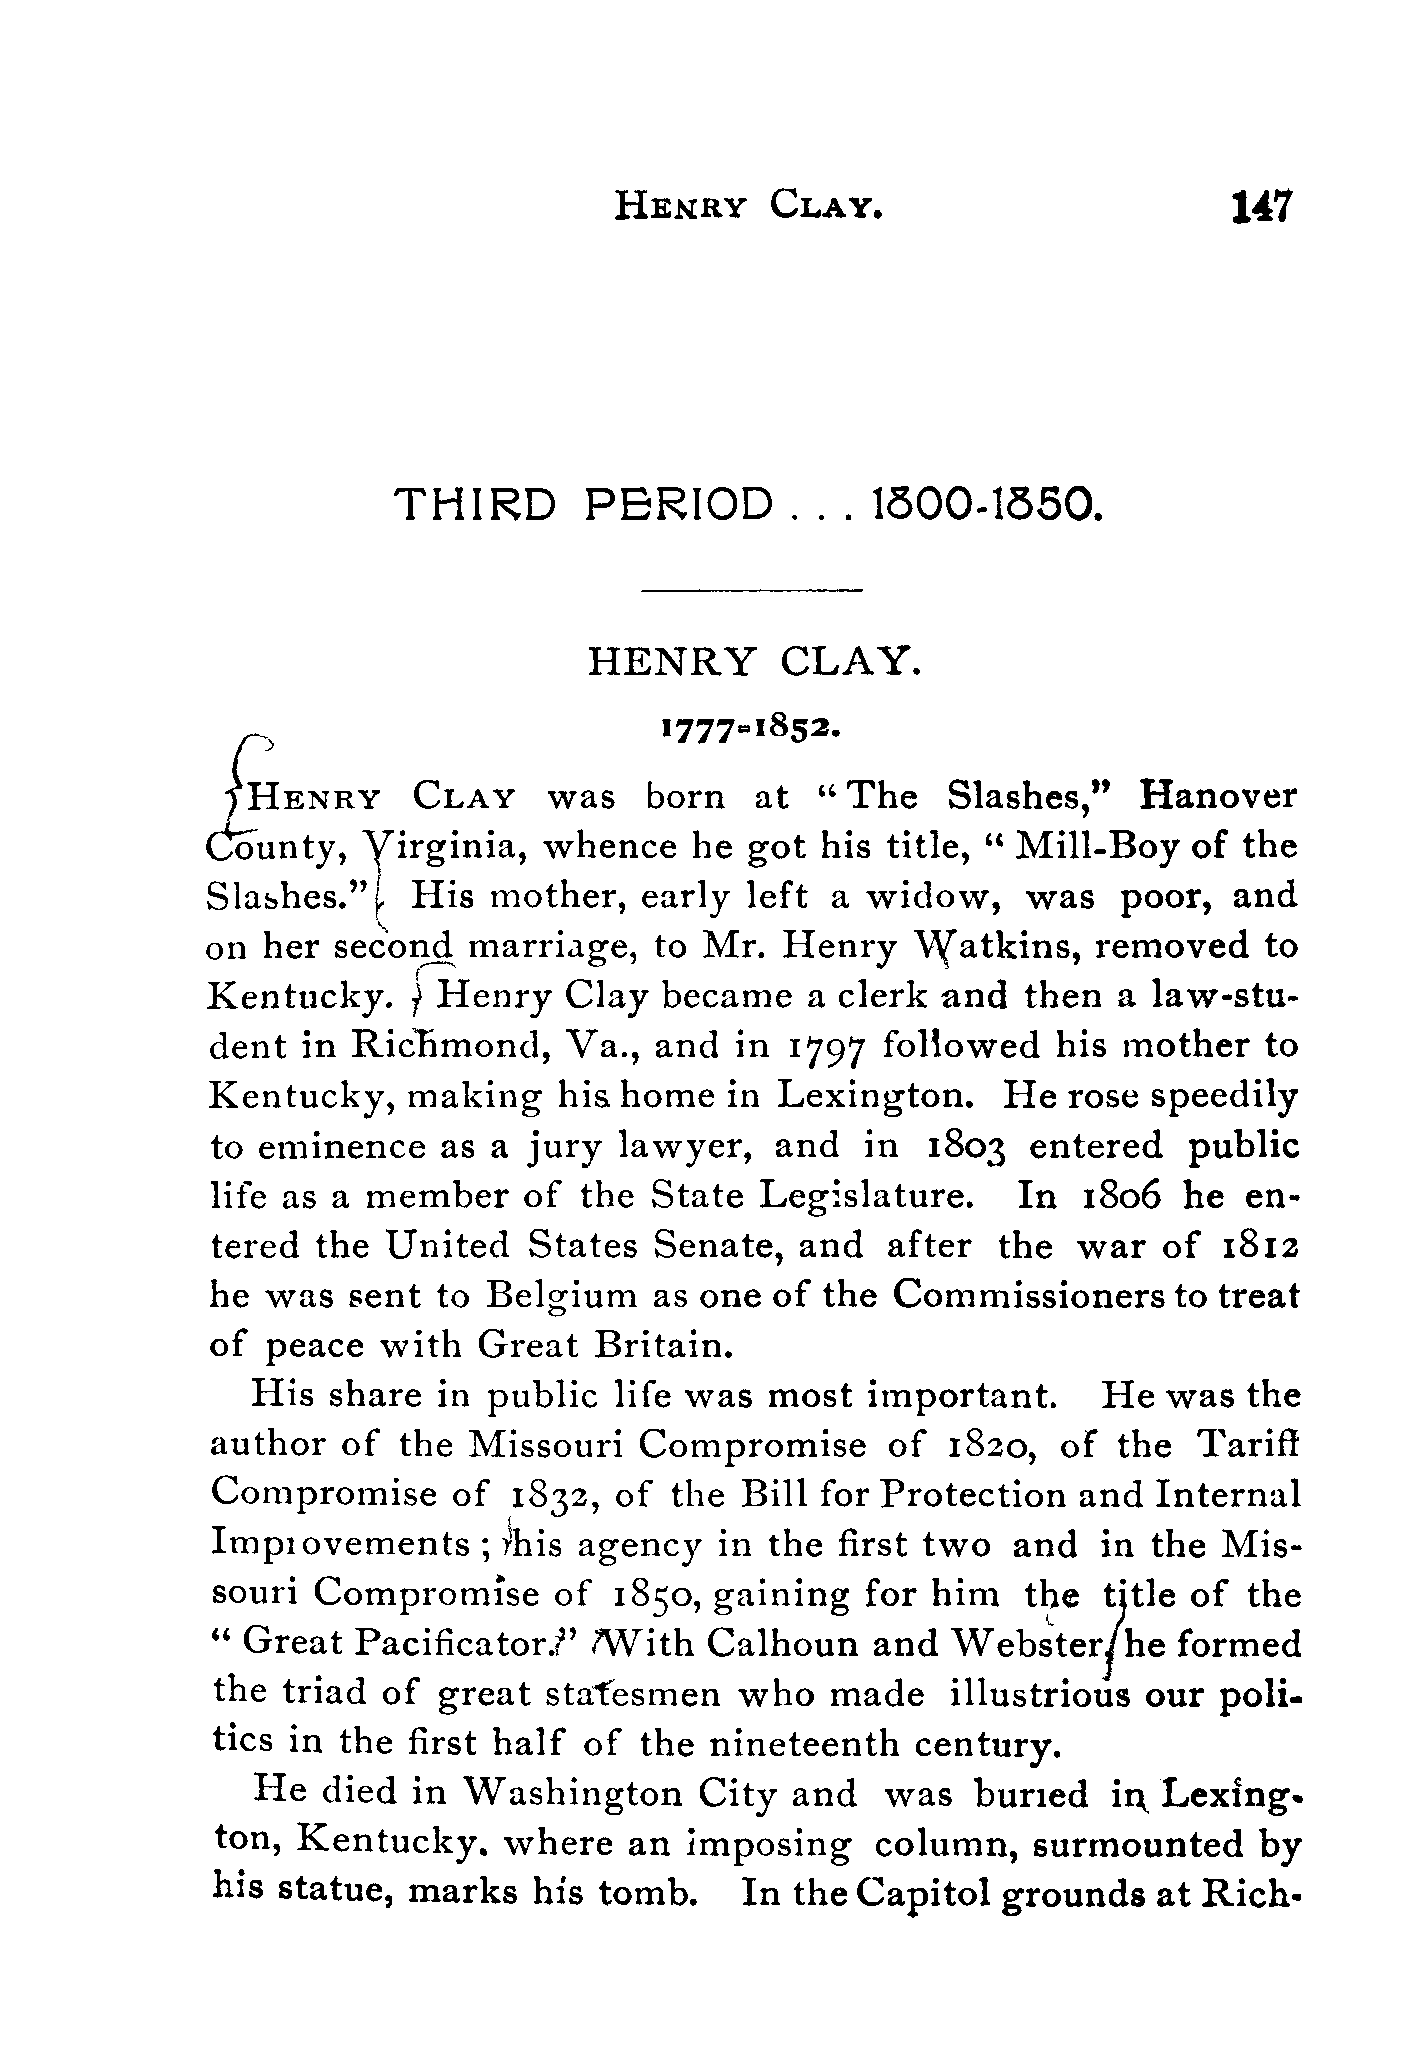 HENRY CLAY. 147
THIRD PERIOD . . . 1800-1850.
HENRY CLAY.
1777-1852.
HENRY CLAY was born at “ The Slashes,” Hanover
County, Virginia, whence he got his title, “ Mill-Boy of the
Slashes.” His mother, early left a widow, was poor, and
on her second marriage, to Mr. Henry Watkins, removed to
Kentucky. Henry Clay became a clerk and then a law-stu-
dent in Richmond, Va., and in 1797 followed his mother to
Kentucky, making his home in Lexington. He rose speedily
to eminence as a jury lawyer, and in 1803 entered public
life as a member of the State Legislature. In 1806 he en-
tered the United States Senate, and after the war of 1812
he was sent to Belgium as one of the Commissioners to treat
of peace with Great Britain.
His share in public life was most important. He was the
author of the Missouri Compromise of 1820, of the Tariff
Compromise of 1832, of the Bill for Protection and Internal
Improvements ; his agency in the first two and in the Mis-
souri Compromise of 1850, gaining for him the title of the
“ Great Pacificator.” With Calhoun and Webster he formed
the triad of great statesmen who made illustrious our poli-
tics in the first half of the nineteenth century.
He died in Washington City and was buried in Lexing-
ton, Kentucky. where an imposing column, surmounted by
his statue, marks his tomb. In the Capitol grounds at Rich-